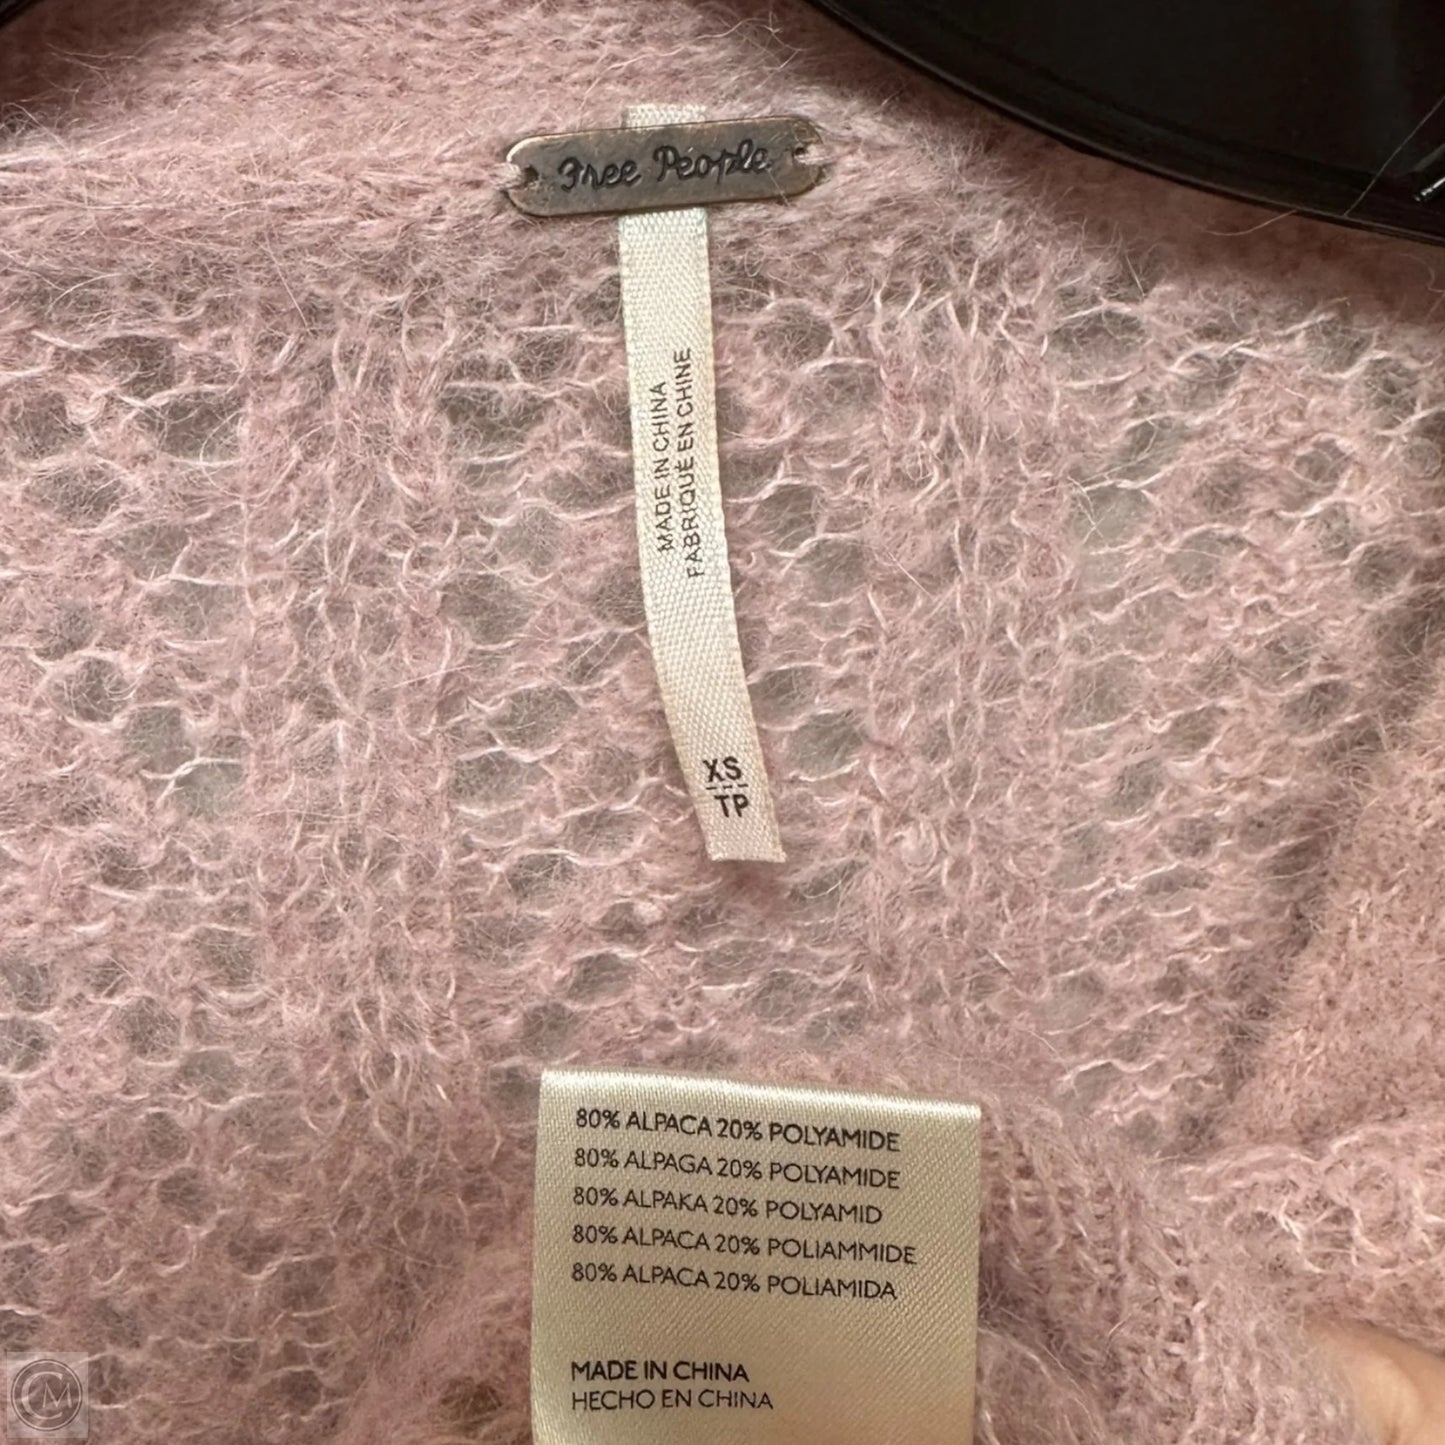 Free People
MADE IN CHINA
FABRIQUÉ EN CHINE
XS
TP
80% ALPACA 20% POLYAMIDE
80% ALPAGA 20% POLYAMIDE
80% ALPAKA 20% POLYAMID
80% ALPACA 20% POLIAMMIDE
80% ALPACA 20% POLIAMIDA
MADE IN CHINA
HECHO EN CHINA
CM